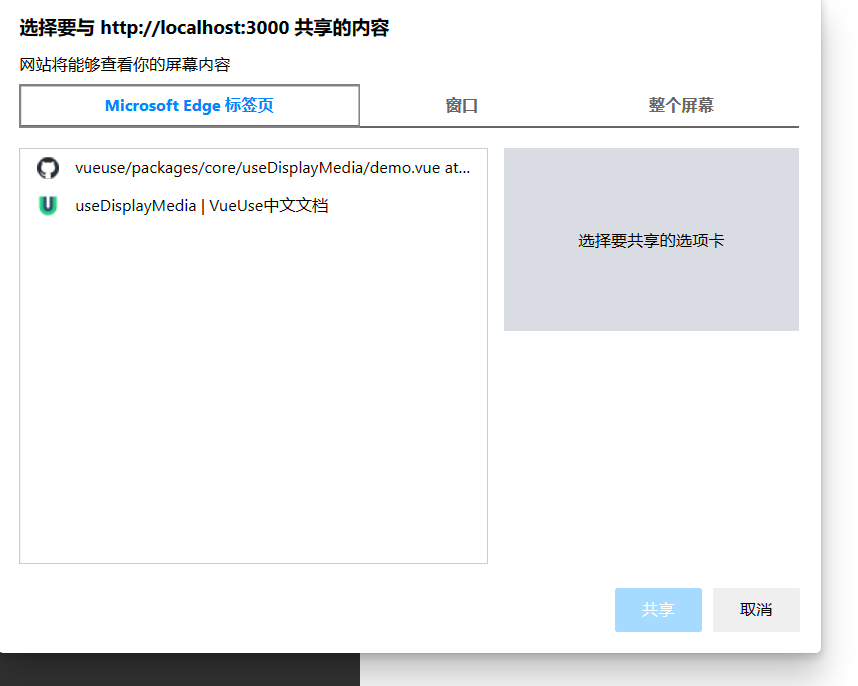 选择要与 http://localhost:3000 共享的内容
网站将能够查看你的屏幕内容
Microsoft Edge 标签页 窗口 整个屏幕
vueuse/packages/core/useDisplayMedia/demo.vue at...
useDisplayMedia | VueUse中文文档
选择要共享的选项卡
共享 取消